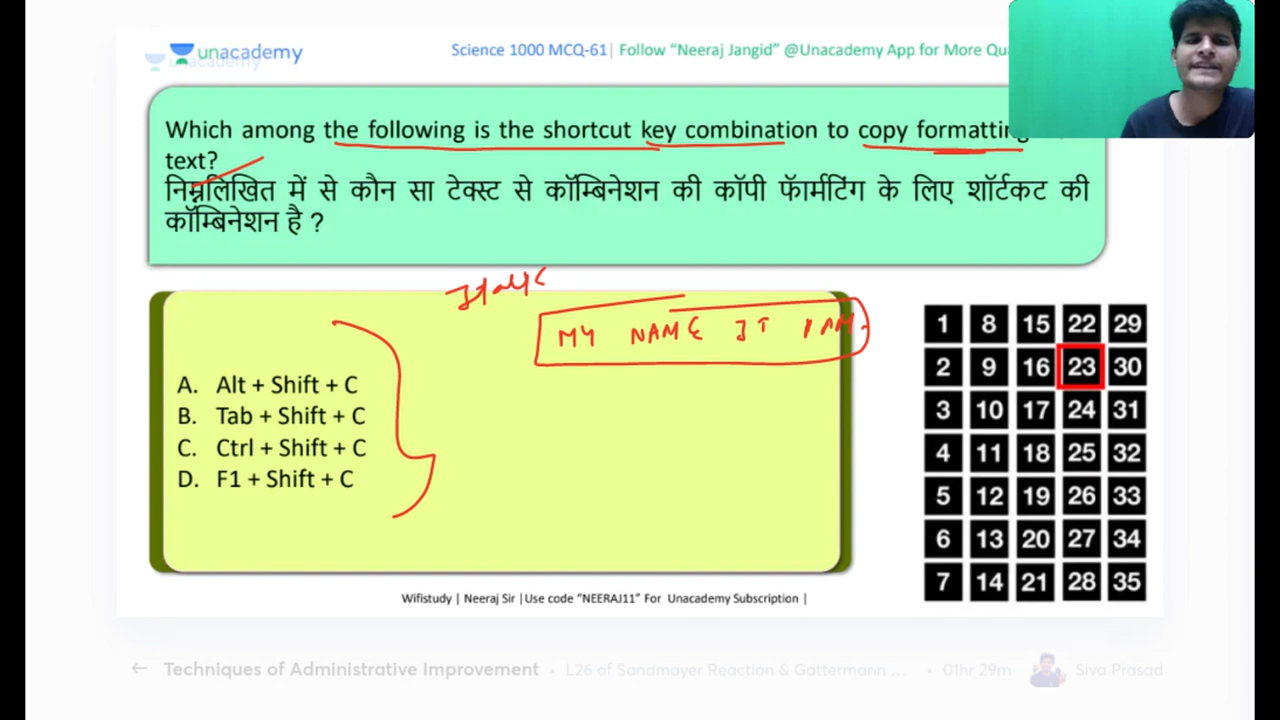 unacademy
Science 1000 MCQ-61| Follow “Neeraj Jangid” @Unacademy App for More
Which among the following is the shortcut key combination to copy formatting
text?
निम्नलिखित में से कौन सा टेक्स्ट से कॉम्बिनेशन की कॉपी फॅार्मटिंग के लिए शॉर्टकट की
कॉम्बिनेशन है ?
MY NAME
A. Alt + Shift + C
B. Tab + Shift + C
C. Ctrl + Shift + C
D. F1 + Shift + C
1 8 15 22 29
2 9 16 23 30
3 10 17 24 31
4 11 18 25 32
5 12 19 26 33
6 13 20 27 34
7 14 21 28 35
Wifistudy | Neeraj Sir |Use code “NEERAJ11” For Unacademy Subscription |
← Techniques of Administrative Improvement • L26 of Sandmayer Reaction & Gattermann ... • 01hr 29m Siva Prasad